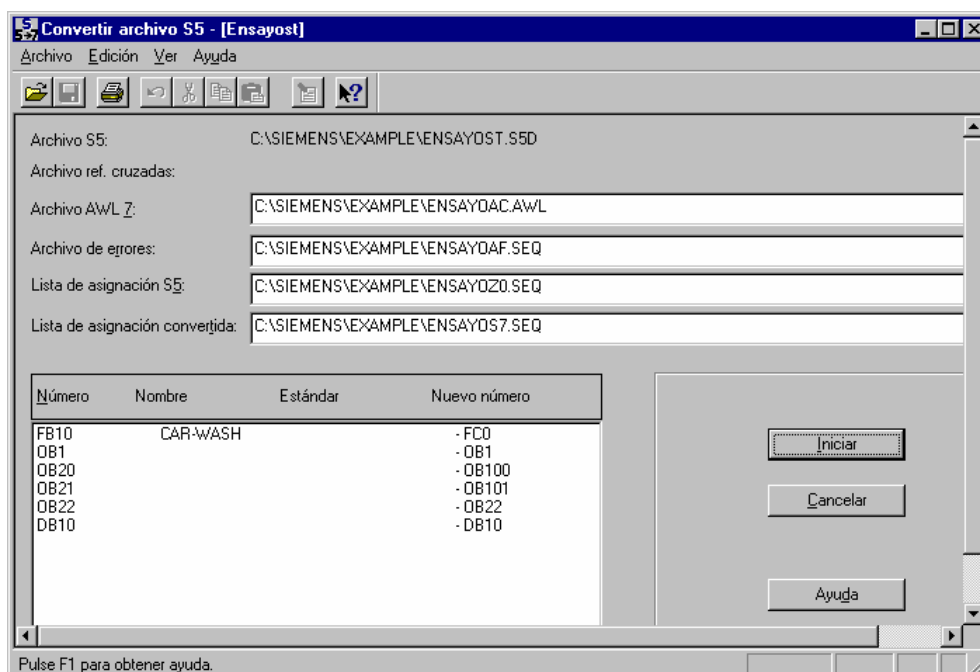 Convertir archivo S5 - [Ensayost]
Archivo Edición Ver Ayuda
Archivo S5: C:\SIEMENS\EXAMPLE\ENSAYOST.S5D
Archivo ref. cruzadas:
Archivo AWL 7: C:\SIEMENS\EXAMPLE\ENSAYOAC.AWL
Archivo de errores: C:\SIEMENS\EXAMPLE\ENSAYOAF.SEQ
Lista de asignación S5: C:\SIEMENS\EXAMPLE\ENSAYOZ0.SEQ
Lista de asignación convertida: C:\SIEMENS\EXAMPLE\ENSAYOS7.SEQ
Número Nombre Estándar Nuevo número
FB10 CAR-WASH - FC0
OB1 - OB1
OB20 - OB100
OB21 - OB101
OB22 - OB22
DB10 - DB10
Iniciar
Cancelar
Ayuda
Pulse F1 para obtener ayuda.